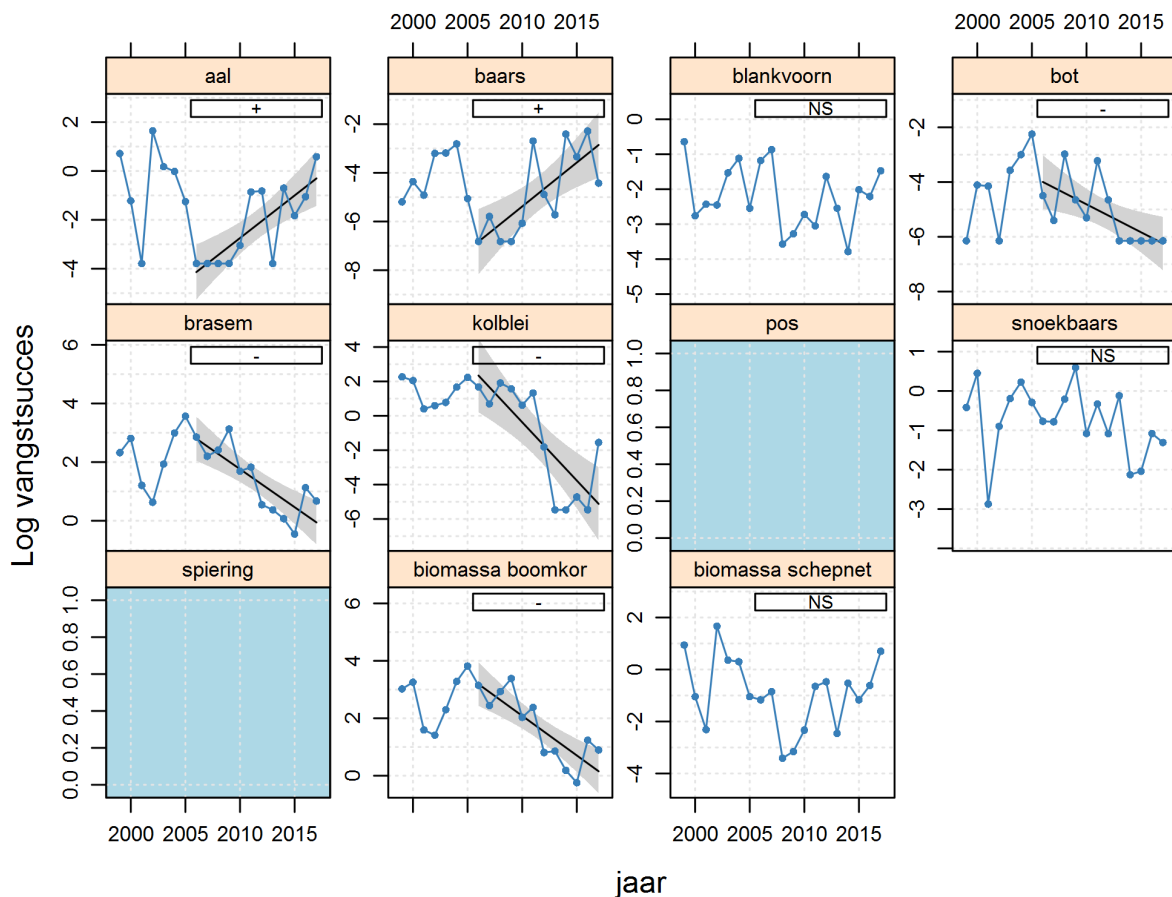 2000 2005 2010 2015 2000 2005 2010 2015
aal baars blankvoorn bot
+ + NS -
2 0 -2 -4
-2 -4 -6 -8
0 -1 -2 -3 -4 -5
-2 -4 -6 -8
brasem kolblei pos snoekbaars
- - NS
6 4 2 0
4 2 0 -2 -4 -6
1.0 0.8 0.6 0.4 0.2 0.0
1 0 -1 -2 -3
spiering biomassa boomkor biomassa schepnet
- NS
1.0 0.8 0.6 0.4 0.2 0.0
6 4 2 0
2 0 -2 -4
2000 2005 2010 2015 2000 2005 2010 2015 2000 2005 2010 2015
Log vangstsucces
jaar